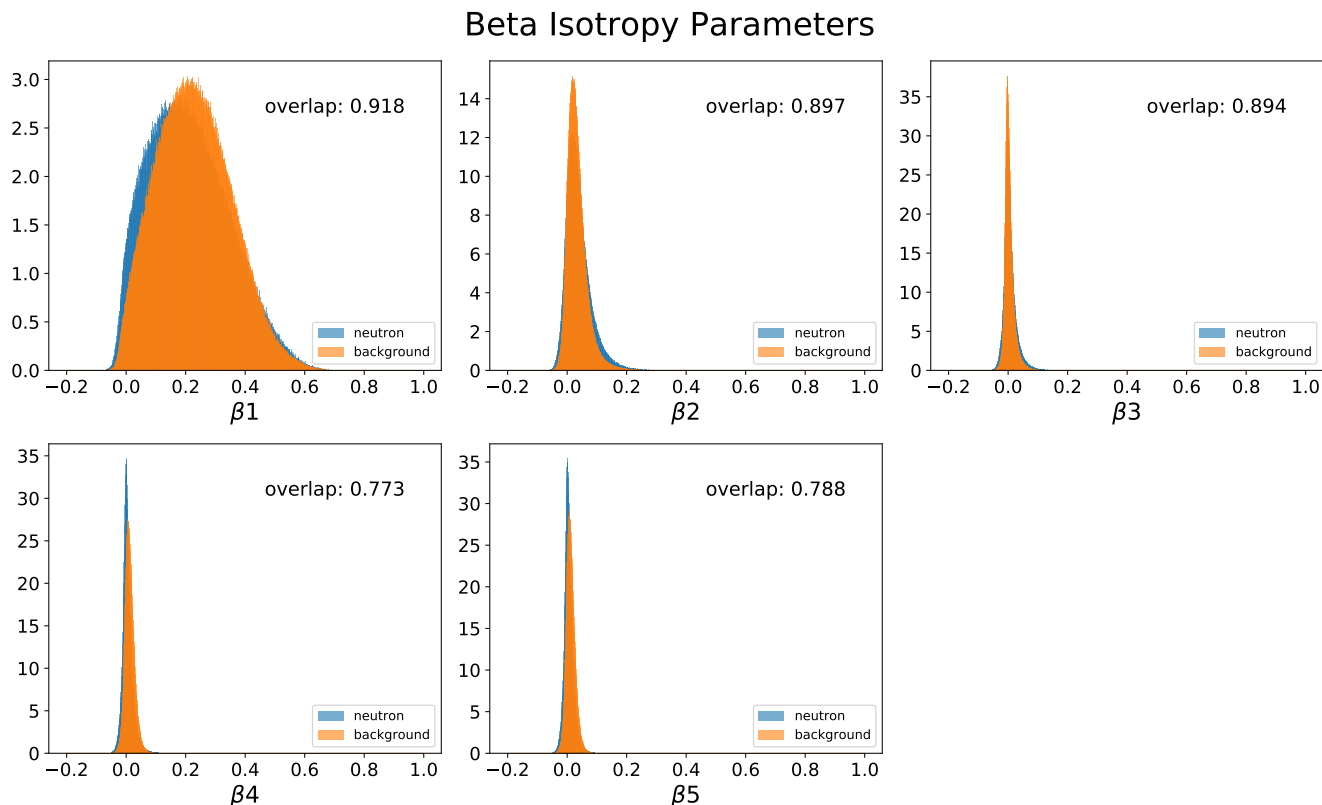 Beta Isotropy Parameters
3.0
2.5
2.0
1.5
1.0
0.5
0.0
overlap: 0.918
neutron
background
−0.2 0.0 0.2 0.4 0.6 0.8 1.0
β1
14
12
10
8
6
4
2
0
overlap: 0.897
neutron
background
−0.2 0.0 0.2 0.4 0.6 0.8 1.0
β2
35
30
25
20
15
10
5
0
overlap: 0.894
neutron
background
−0.2 0.0 0.2 0.4 0.6 0.8 1.0
β3
35
30
25
20
15
10
5
0
overlap: 0.773
neutron
background
−0.2 0.0 0.2 0.4 0.6 0.8 1.0
β4
35
30
25
20
15
10
5
0
overlap: 0.788
neutron
background
−0.2 0.0 0.2 0.4 0.6 0.8 1.0
β5